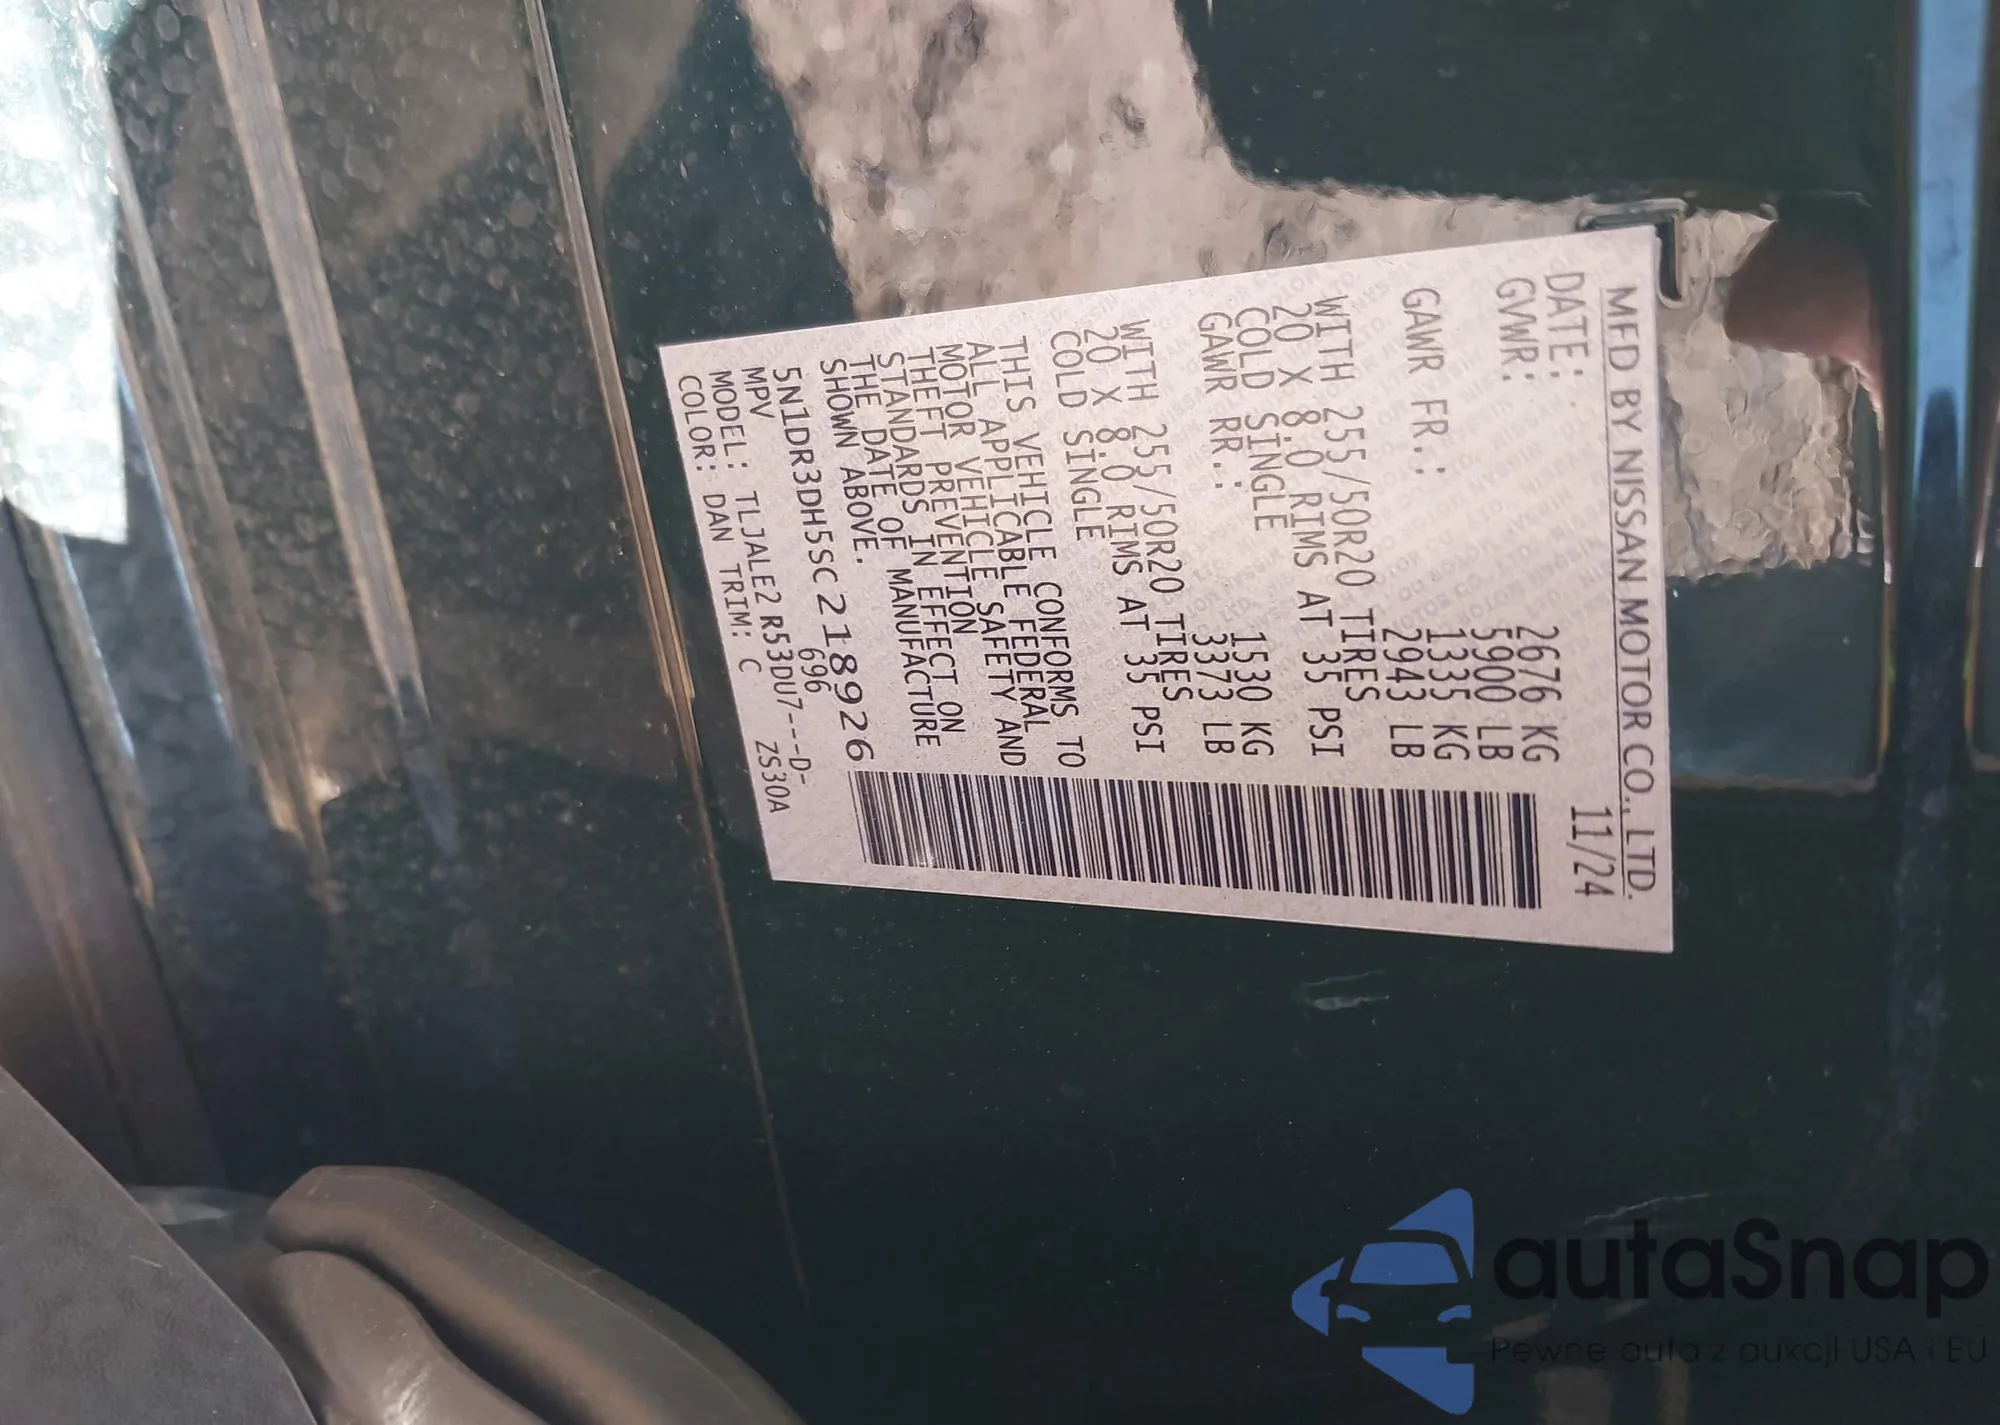 MFD BY NISSAN MOTOR CO., LTD.
DATE: 11/24
GVWR: 2676 KG
5900 LB
GAWR FR.: 1335 KG
2943 LB
WITH 255/50R20 TIRES
20 X 8.0 RIMS AT 35 PSI
COLD SINGLE
GAWR RR.: 1530 KG
3373 LB
WITH 255/50R20 TIRES
20 X 8.0 RIMS AT 35 PSI
COLD SINGLE
THIS VEHICLE CONFORMS TO
ALL APPLICABLE FEDERAL
MOTOR VEHICLE SAFETY AND
THEFT PREVENTION
STANDARDS IN EFFECT ON
THE DATE OF MANUFACTURE
SHOWN ABOVE.
5N1DR3DH5SC218926
MPV 696
MODEL: TLJALE2 R53DU7---D-
COLOR: DAN TRIM: C ZS30A
autaSnap
Pewne auta z aukcji USA i EU